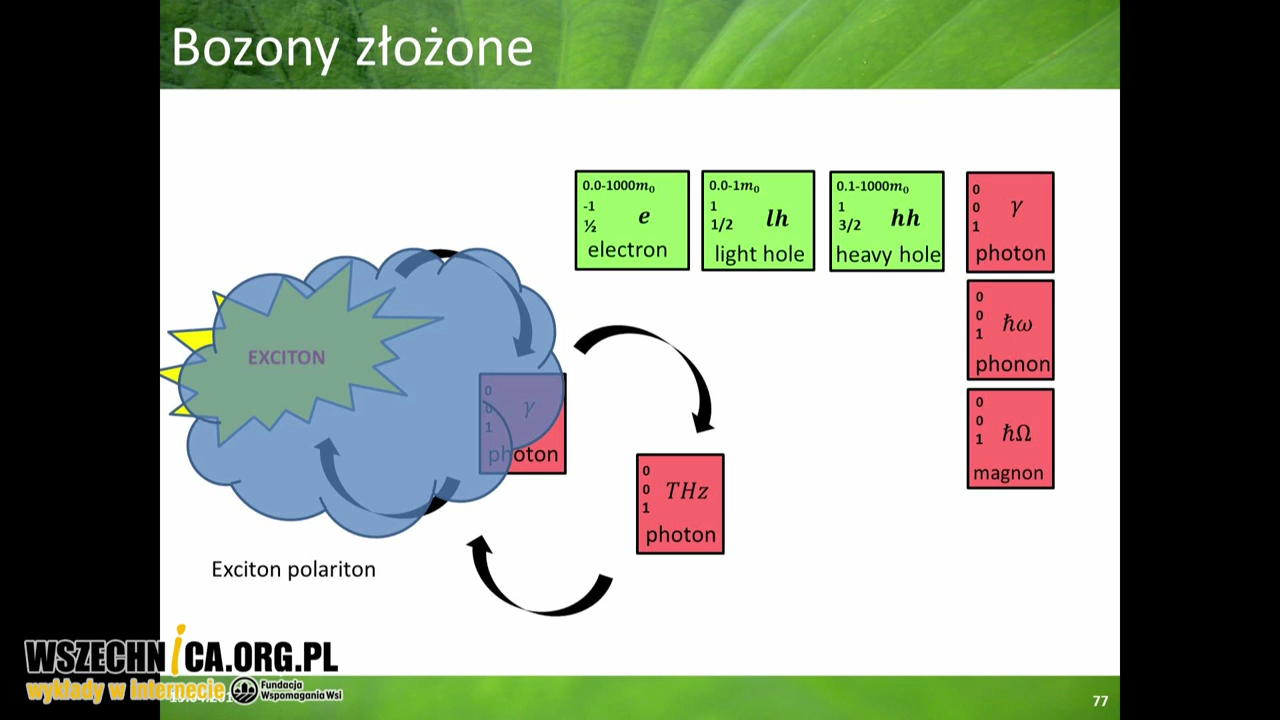 Bozony złożone
0.0-1000m₀
-1
½ e
electron
0.0-1m₀
1
1/2 lh
light hole
0.1-1000m₀
1
3/2 hh
heavy hole
0
0 γ
1
photon
0
0 ħω
1
phonon
0
0 ħΩ
1
magnon
EXCITON
0
0 γ
1
photon
0
0 THz
1
photon
Exciton polariton
WSZECHNICA.ORG.PL
wykłady w internecie
Fundacja
Wspomagania Wsi
77